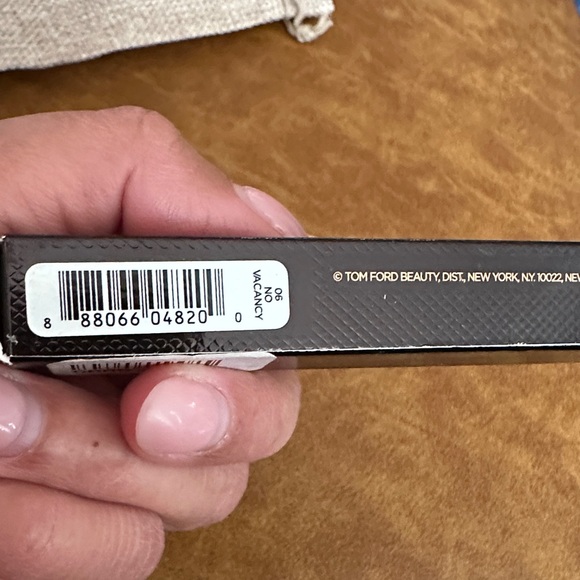 8 88066 04820 0
06
NO
VACANCY
© TOM FORD BEAUTY, DIST., NEW YORK, N.Y. 10022, NEW